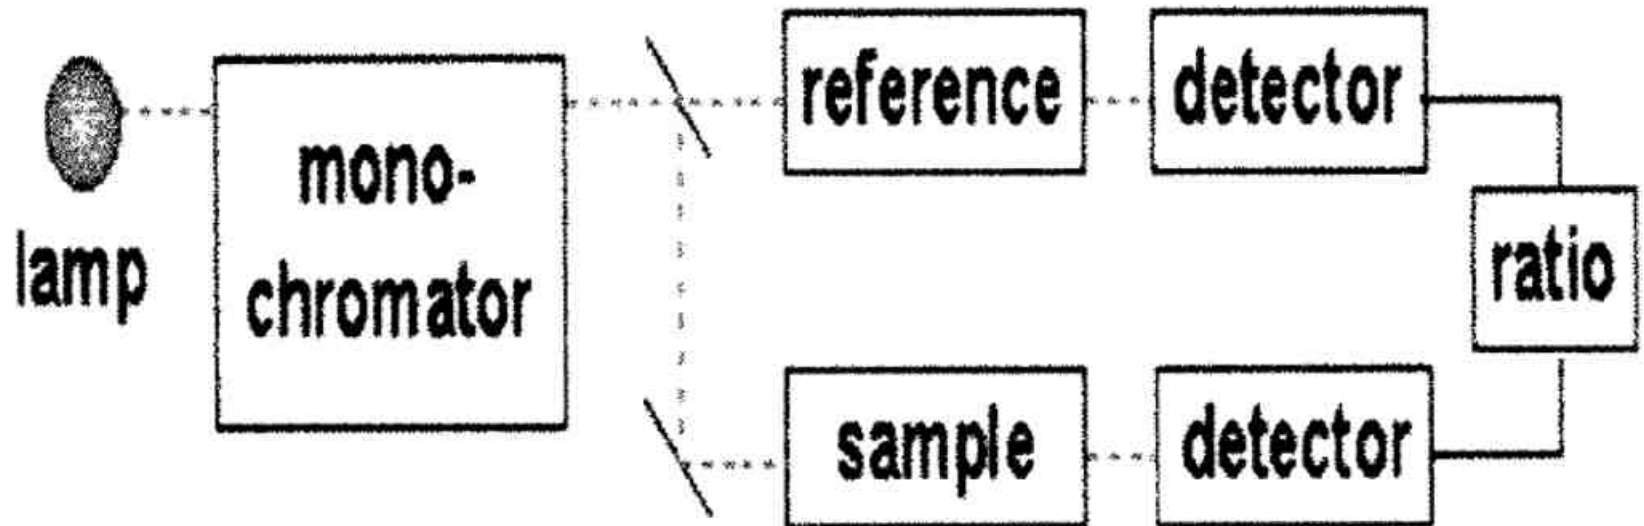 lamp
mono-
chromator
reference
detector
ratio
sample
detector